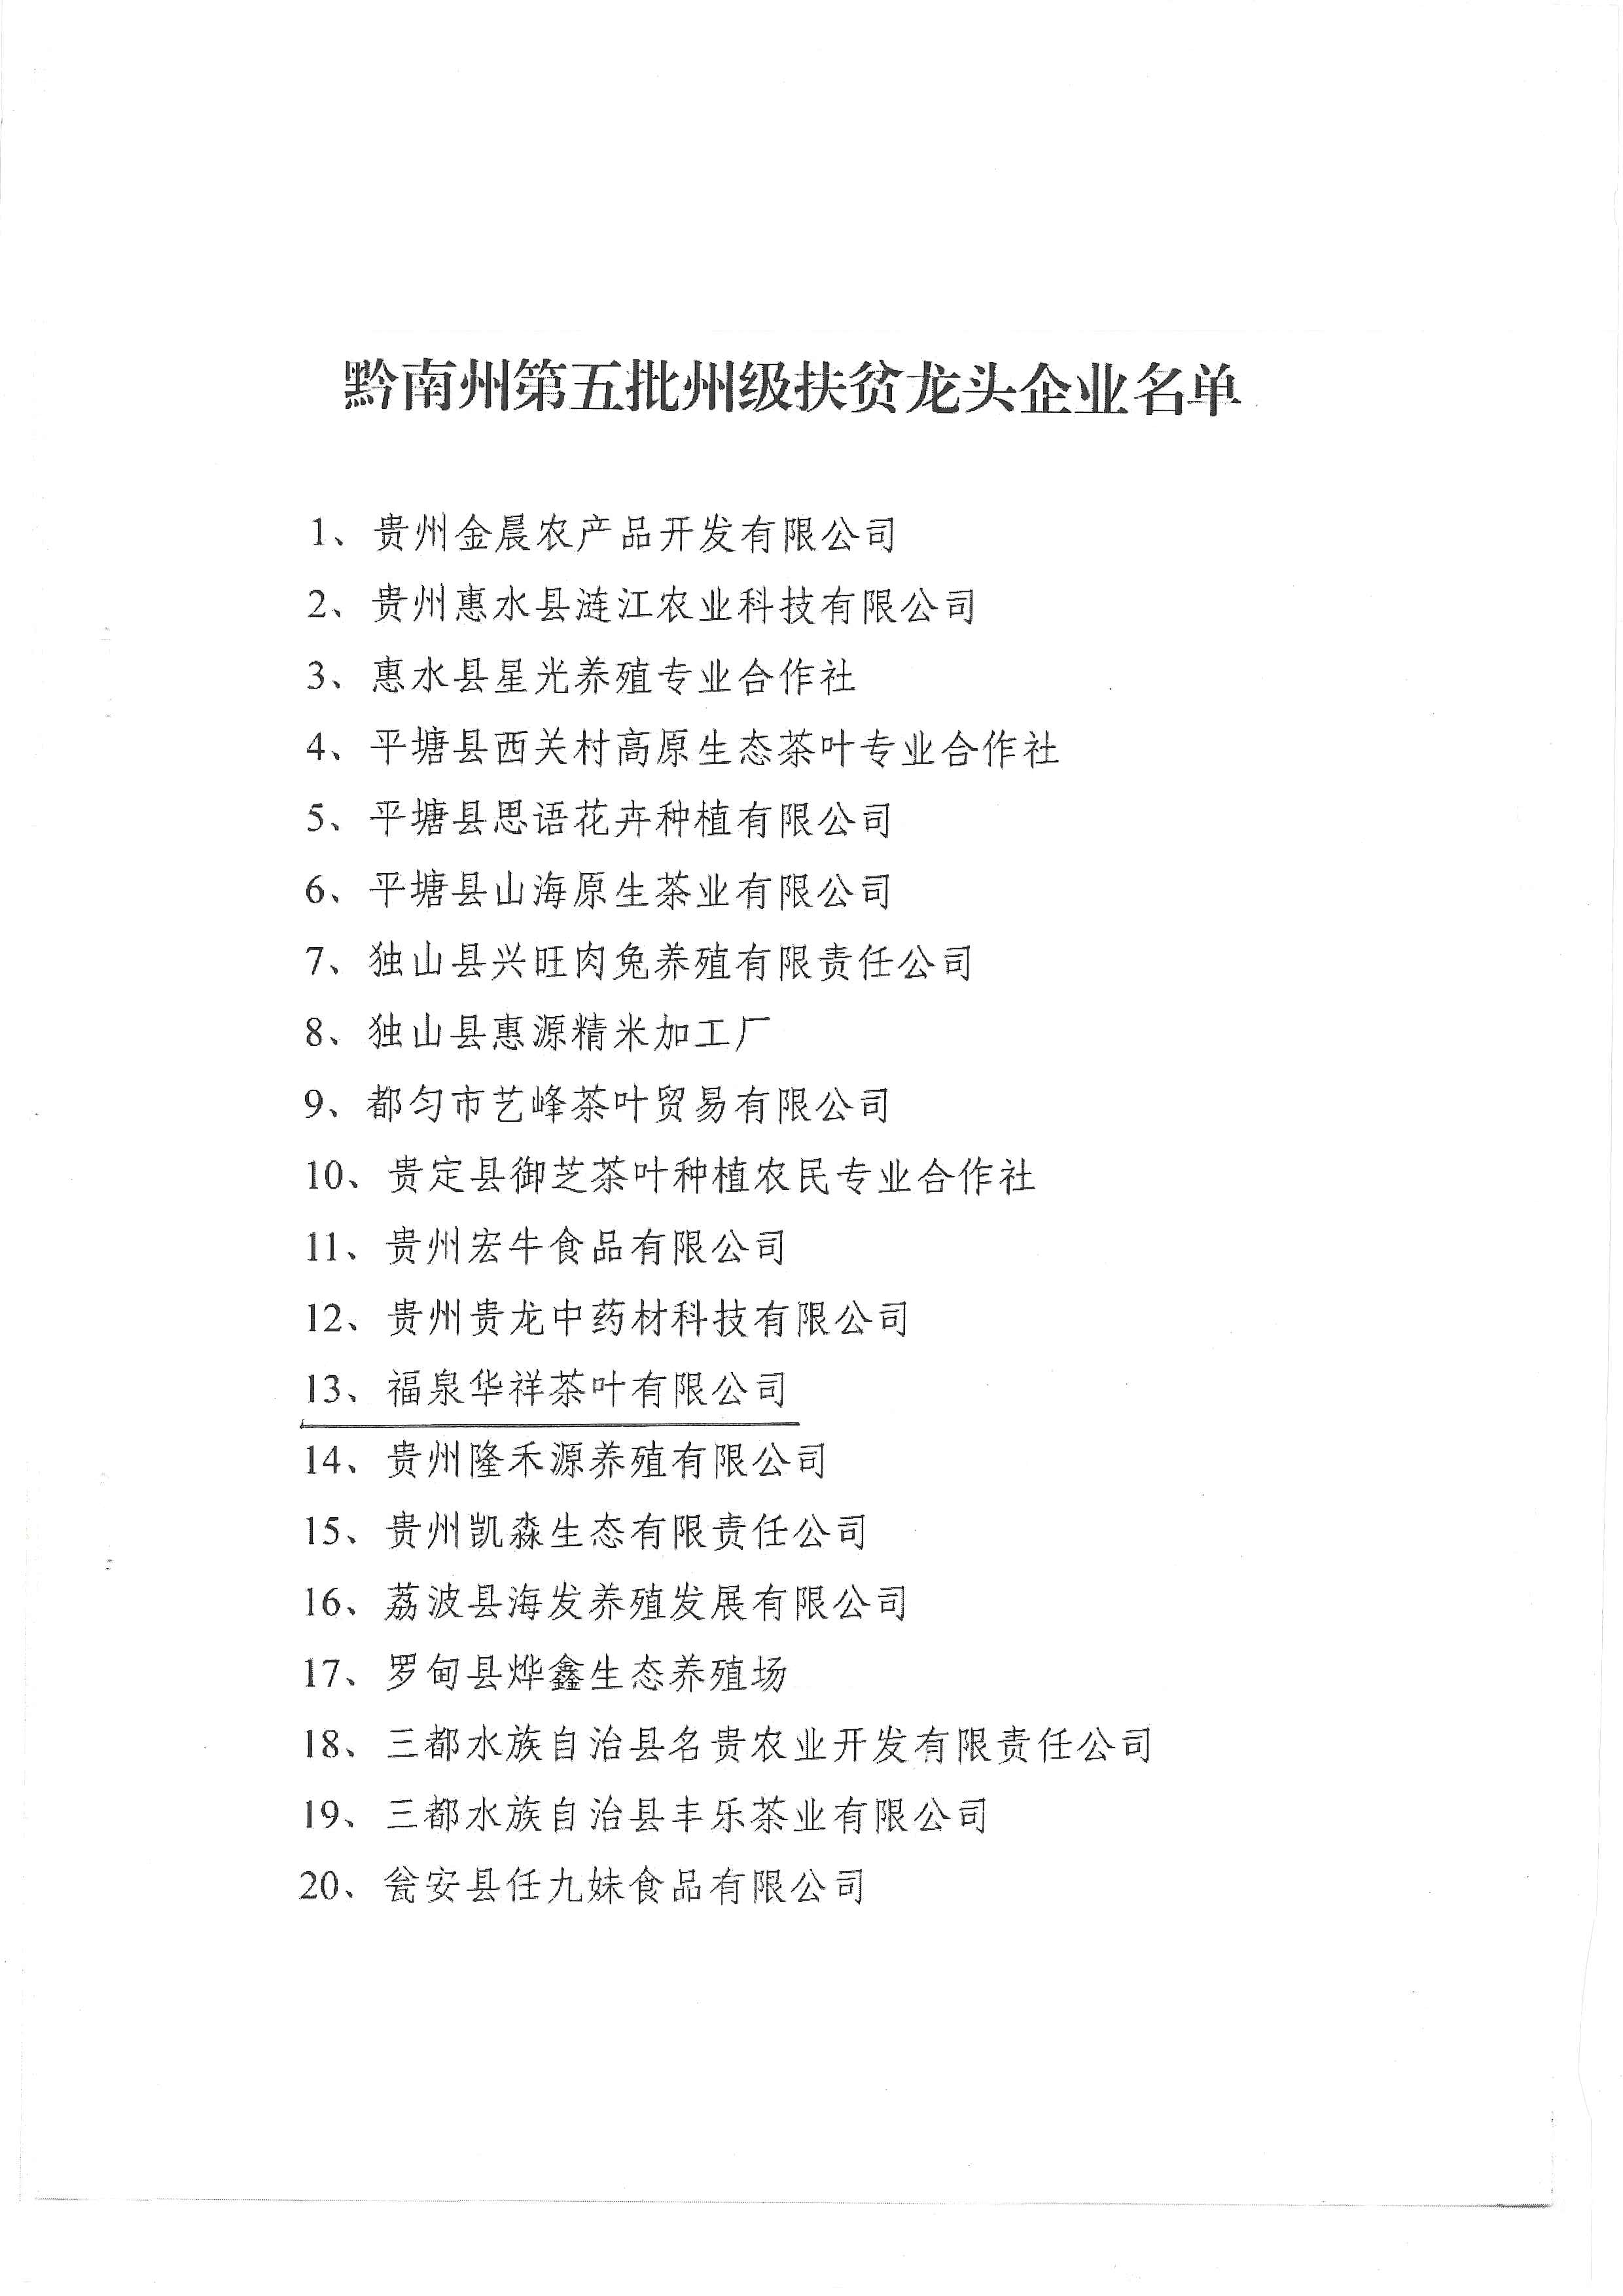 黔南州第五批州级扶贫龙头企业名单
1、贵州金晨农产品开发有限公司
2、贵州惠水县涟江农业科技有限公司
3、惠水县星光养殖专业合作社
4、平塘县西关村高原生态茶叶专业合作社
5、平塘县思语花卉种植有限公司
6、平塘县山海原生茶业有限公司
7、独山县兴旺肉兔养殖有限责任公司
8、独山县惠源精米加工厂
9、都匀市艺峰茶叶贸易有限公司
10、贵定县御芝茶叶种植农民专业合作社
11、贵州宏牛食品有限公司
12、贵州贵龙中药材科技有限公司
13、福泉华祥茶叶有限公司
14、贵州隆禾源养殖有限公司
15、贵州凯淼生态有限责任公司
16、荔波县海发养殖发展有限公司
17、罗甸县烨鑫生态养殖场
18、三都水族自治县名贵农业开发有限责任公司
19、三都水族自治县丰乐茶业有限公司
20、瓮安县任九妹食品有限公司